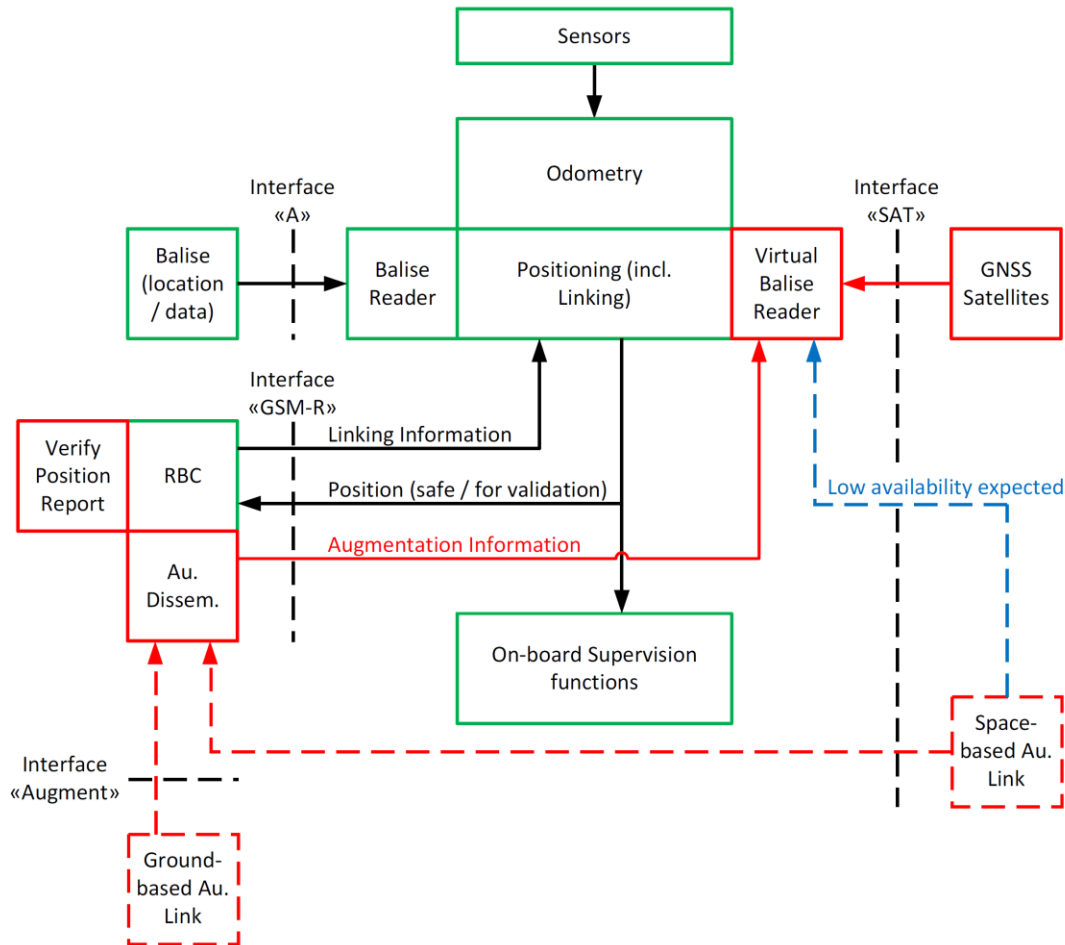 Sensors
Odometry
Interface
«A»
Interface
«SAT»
Balise
(location
/ data)
Balise
Reader
Positioning (incl.
Linking)
Virtual
Balise
Reader
GNSS
Satellites
Interface
«GSM-R»
Verify
Position
Report
RBC
Linking Information
Position (safe / for validation)
Low availability expected
Augmentation Information
Au.
Dissem.
On-board Supervision
functions
Space-
based Au.
Link
Interface
«Augment»
Ground-
based Au.
Link